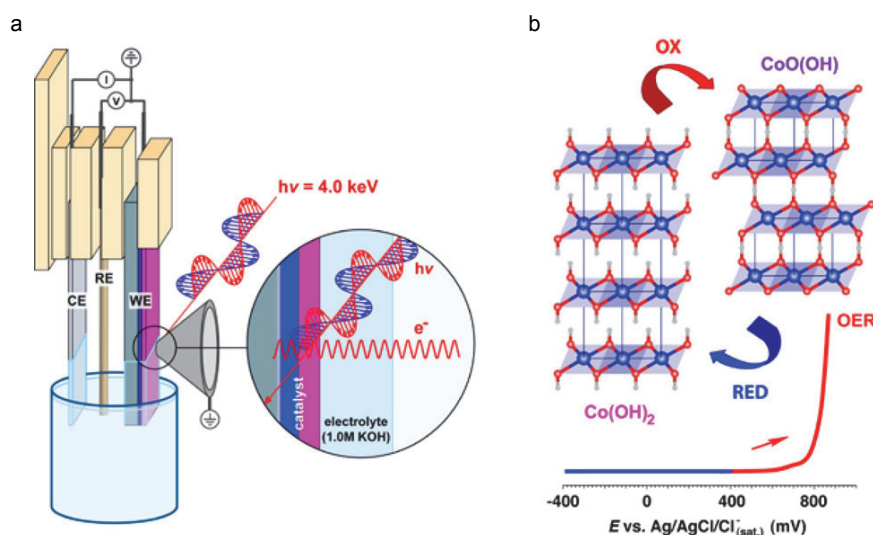 a
I
V
hν = 4.0 keV
RE
CE
WE
hν
e⁻
catalyst
electrolyte
(1.0M KOH)
b
OX
CoO(OH)
OER
RED
Co(OH)₂
-400 0 400 800
E vs. Ag/AgCl/Cl⁻(sat.) (mV)